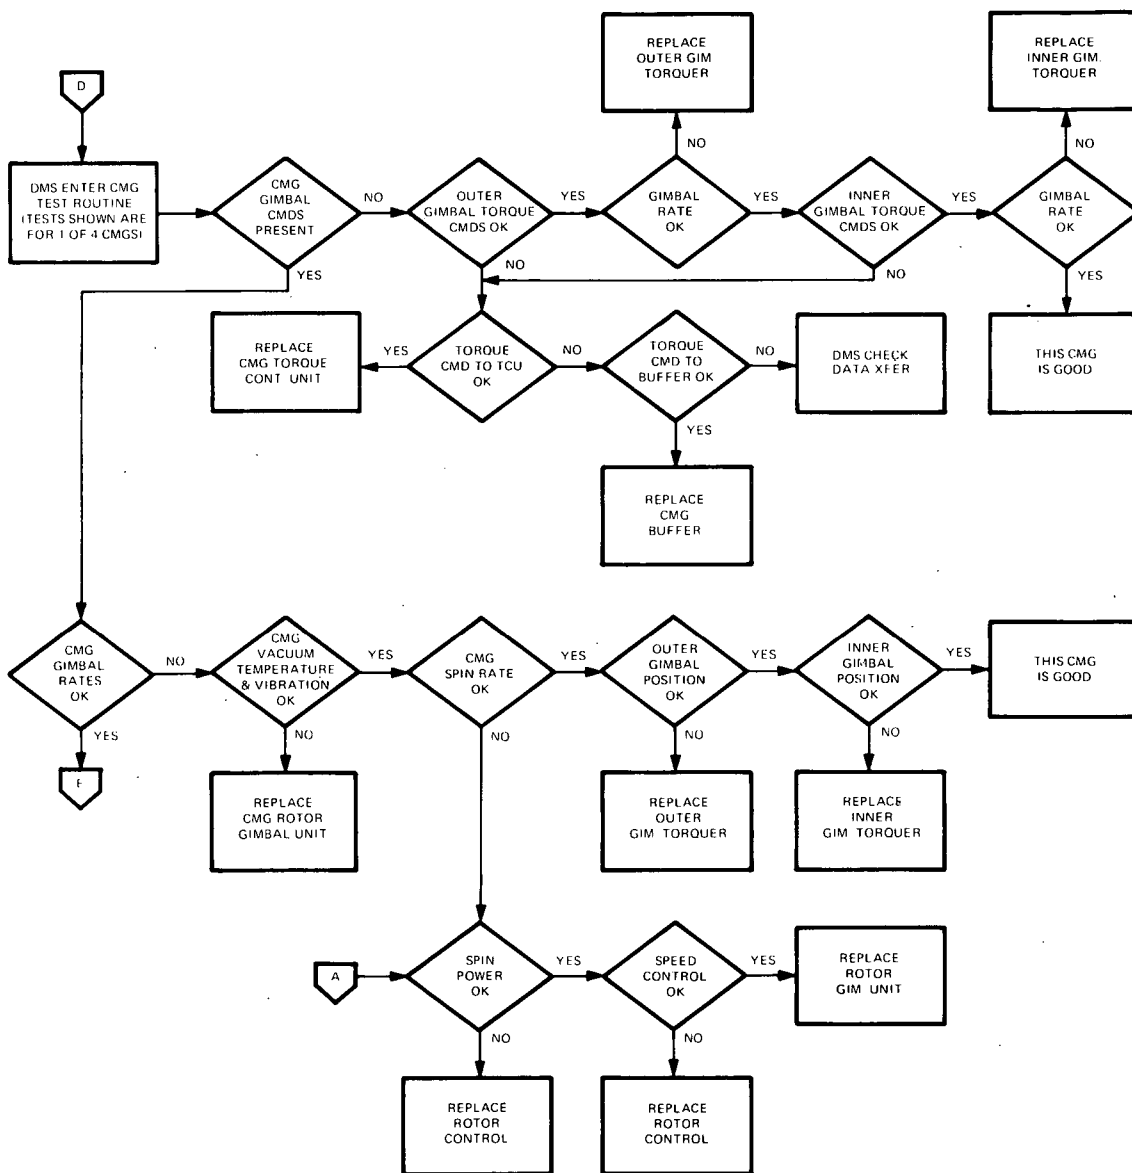 REPLACE
OUTER GIM
TORQUER
REPLACE
INNER GIM.
TORQUER
D
NO
NO
DMS ENTER CMG
TEST ROUTINE
(TESTS SHOWN ARE
FOR 1 OF 4 CMGS)
CMG
GIMBAL
CMDS
PRESENT
NO
OUTER
GIMBAL TORQUE
CMDS OK
YES
GIMBAL
RATE
OK
YES
INNER
GIMBAL TORQUE
CMDS OK
YES
GIMBAL
RATE
OK
YES
NO
NO
YES
REPLACE
CMG TORQUE
CONT UNIT
YES
TORQUE
CMD TO TCU
OK
NO
TORQUE
CMD TO
BUFFER OK
NO
DMS CHECK
DATA XFER
THIS CMG
IS GOOD
YES
REPLACE
CMG
BUFFER
CMG
GIMBAL
RATES
OK
NO
CMG
VACUUM
TEMPERATURE
& VIBRATION
OK
YES
CMG
SPIN RATE
OK
YES
OUTER
GIMBAL
POSITION
OK
YES
INNER
GIMBAL
POSITION
OK
YES
THIS CMG
IS GOOD
YES
NO
NO
NO
NO
REPLACE
CMG ROTOR
GIMBAL UNIT
REPLACE
OUTER
GIM TORQUER
REPLACE
INNER
GIM TORQUER
A
SPIN
POWER
OK
YES
SPEED
CONTROL
OK
YES
REPLACE
ROTOR
GIM UNIT
NO
NO
REPLACE
ROTOR
CONTROL
REPLACE
ROTOR
CONTROL